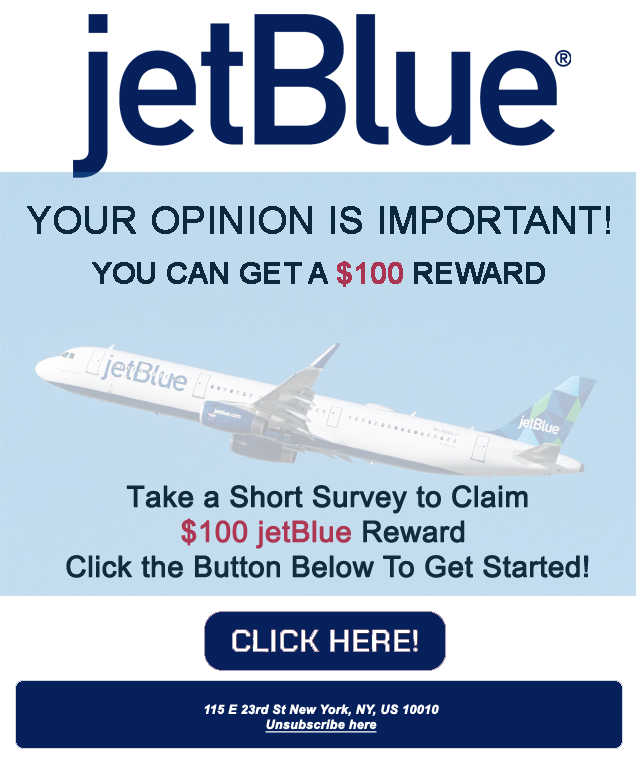 jetBlue®
YOUR OPINION IS IMPORTANT!
YOU CAN GET A $100 REWARD
jetBlue
jetblue.com
jetBlue
Take a Short Survey to Claim
$100 jetBlue Reward
Click the Button Below To Get Started!
CLICK HERE!
115 E 23rd St New York, NY, US 10010
Unsubscribe here